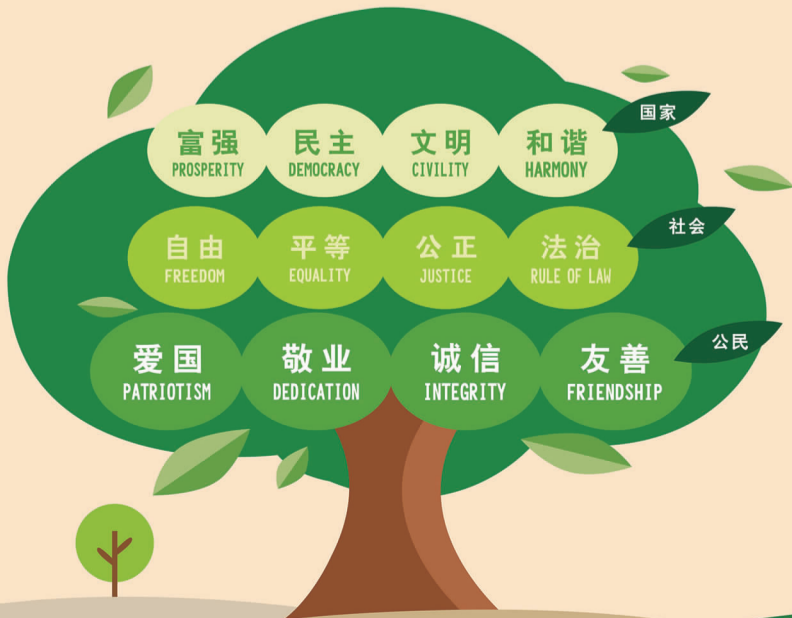 富强 民主 文明 和谐 国家
PROSPERITY DEMOCRACY CIVILITY HARMONY
自由 平等 公正 法治 社会
FREEDOM EQUALITY JUSTICE RULE OF LAW
爱国 敬业 诚信 友善 公民
PATRIOTISM DEDICATION INTEGRITY FRIENDSHIP